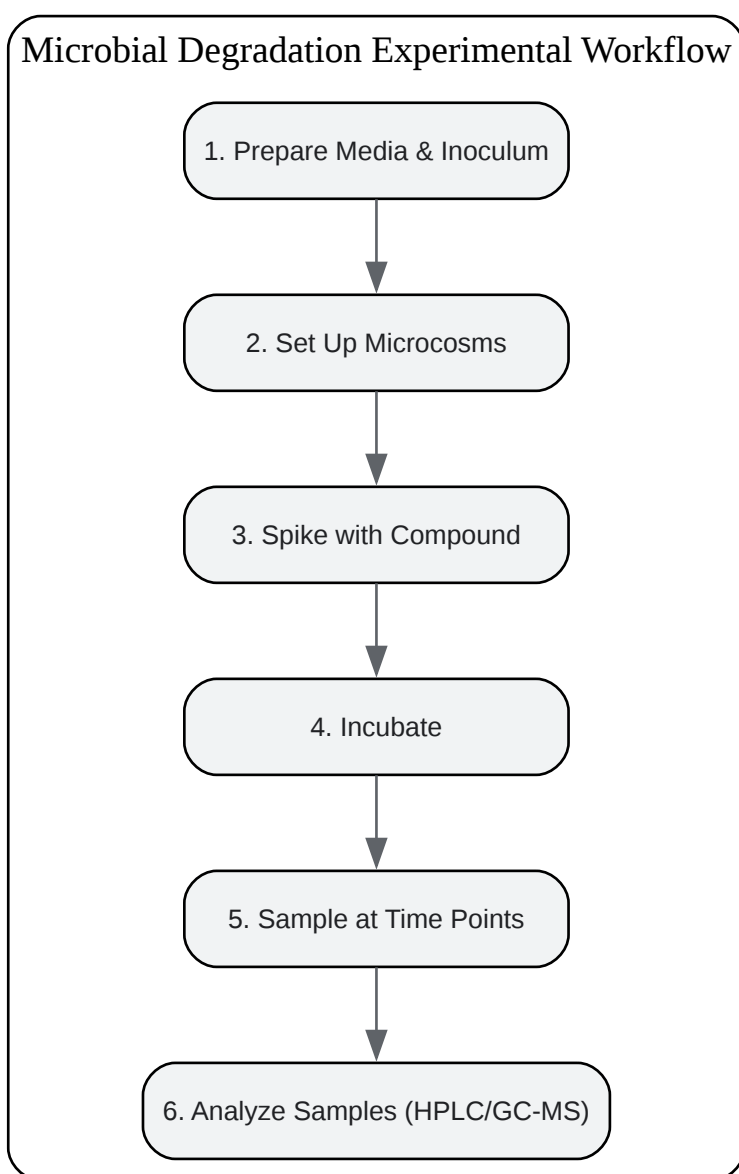 Microbial Degradation Experimental Workflow
1. Prepare Media & Inoculum
2. Set Up Microcosms
3. Spike with Compound
4. Incubate
5. Sample at Time Points
6. Analyze Samples (HPLC/GC-MS)